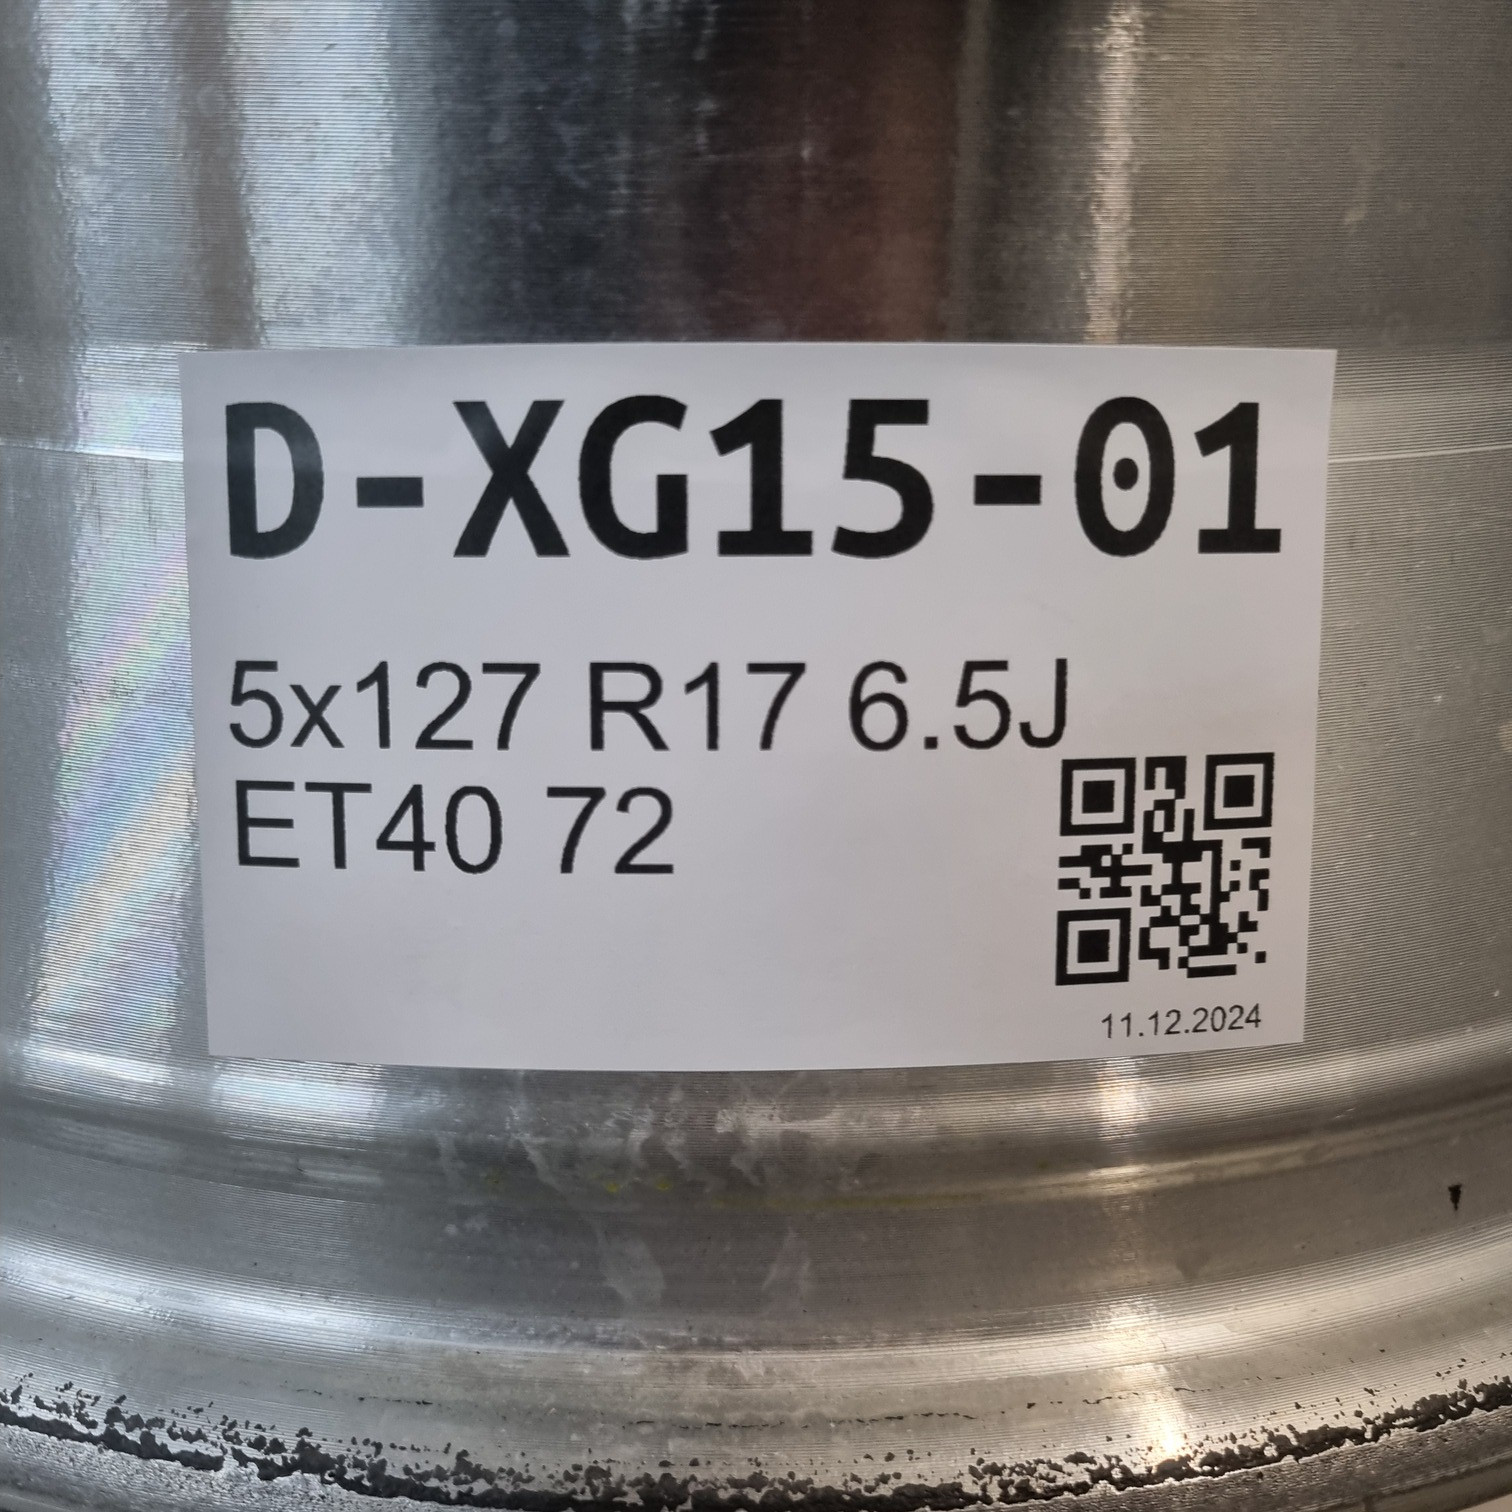 D-XG15-01
5x127 R17 6.5J
ET40 72
11.12.2024